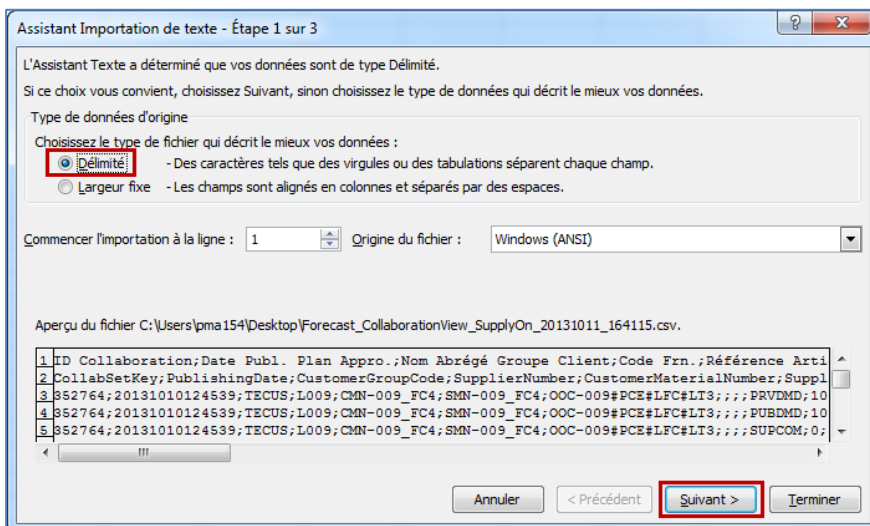 Assistant Importation de texte - Étape 1 sur 3
L'Assistant Texte a déterminé que vos données sont de type Délimité.
Si ce choix vous convient, choisissez Suivant, sinon choisissez le type de données qui décrit le mieux vos données.
Type de données d'origine
Choisissez le type de fichier qui décrit le mieux vos données :
Délimité - Des caractères tels que des virgules ou des tabulations séparent chaque champ.
Largeur fixe - Les champs sont alignés en colonnes et séparés par des espaces.
Commencer l'importation à la ligne : 1 Origine du fichier : Windows (ANSI)
Aperçu du fichier C:\Users\pma154\Desktop\Forecast_CollaborationView_SupplyOn_20131011_164115.csv.
1 ID Collaboration;Date Publ. Plan Appro.;Nom Abrégé Groupe Client;Code Frn.;Référence Arti
2 CollabSetKey;PublishingDate;CustomerGroupCode;SupplierNumber;CustomerMaterialNumber;Suppl
3 352764;20131010124539;TECUS;L009;CMN-009_FC4;SMN-009_FC4;OOC-009#PCE#LFC#LT3;;;;PRVDMD;10
4 352764;20131010124539;TECUS;L009;CMN-009_FC4;SMN-009_FC4;OOC-009#PCE#LFC#LT3;;;;PUBDMD;10
5 352764;20131010124539;TECUS;L009;CMN-009_FC4;SMN-009_FC4;OOC-009#PCE#LFC#LT3;;;;SUPCOM;0;
Annuler < Précédent Suivant > Terminer